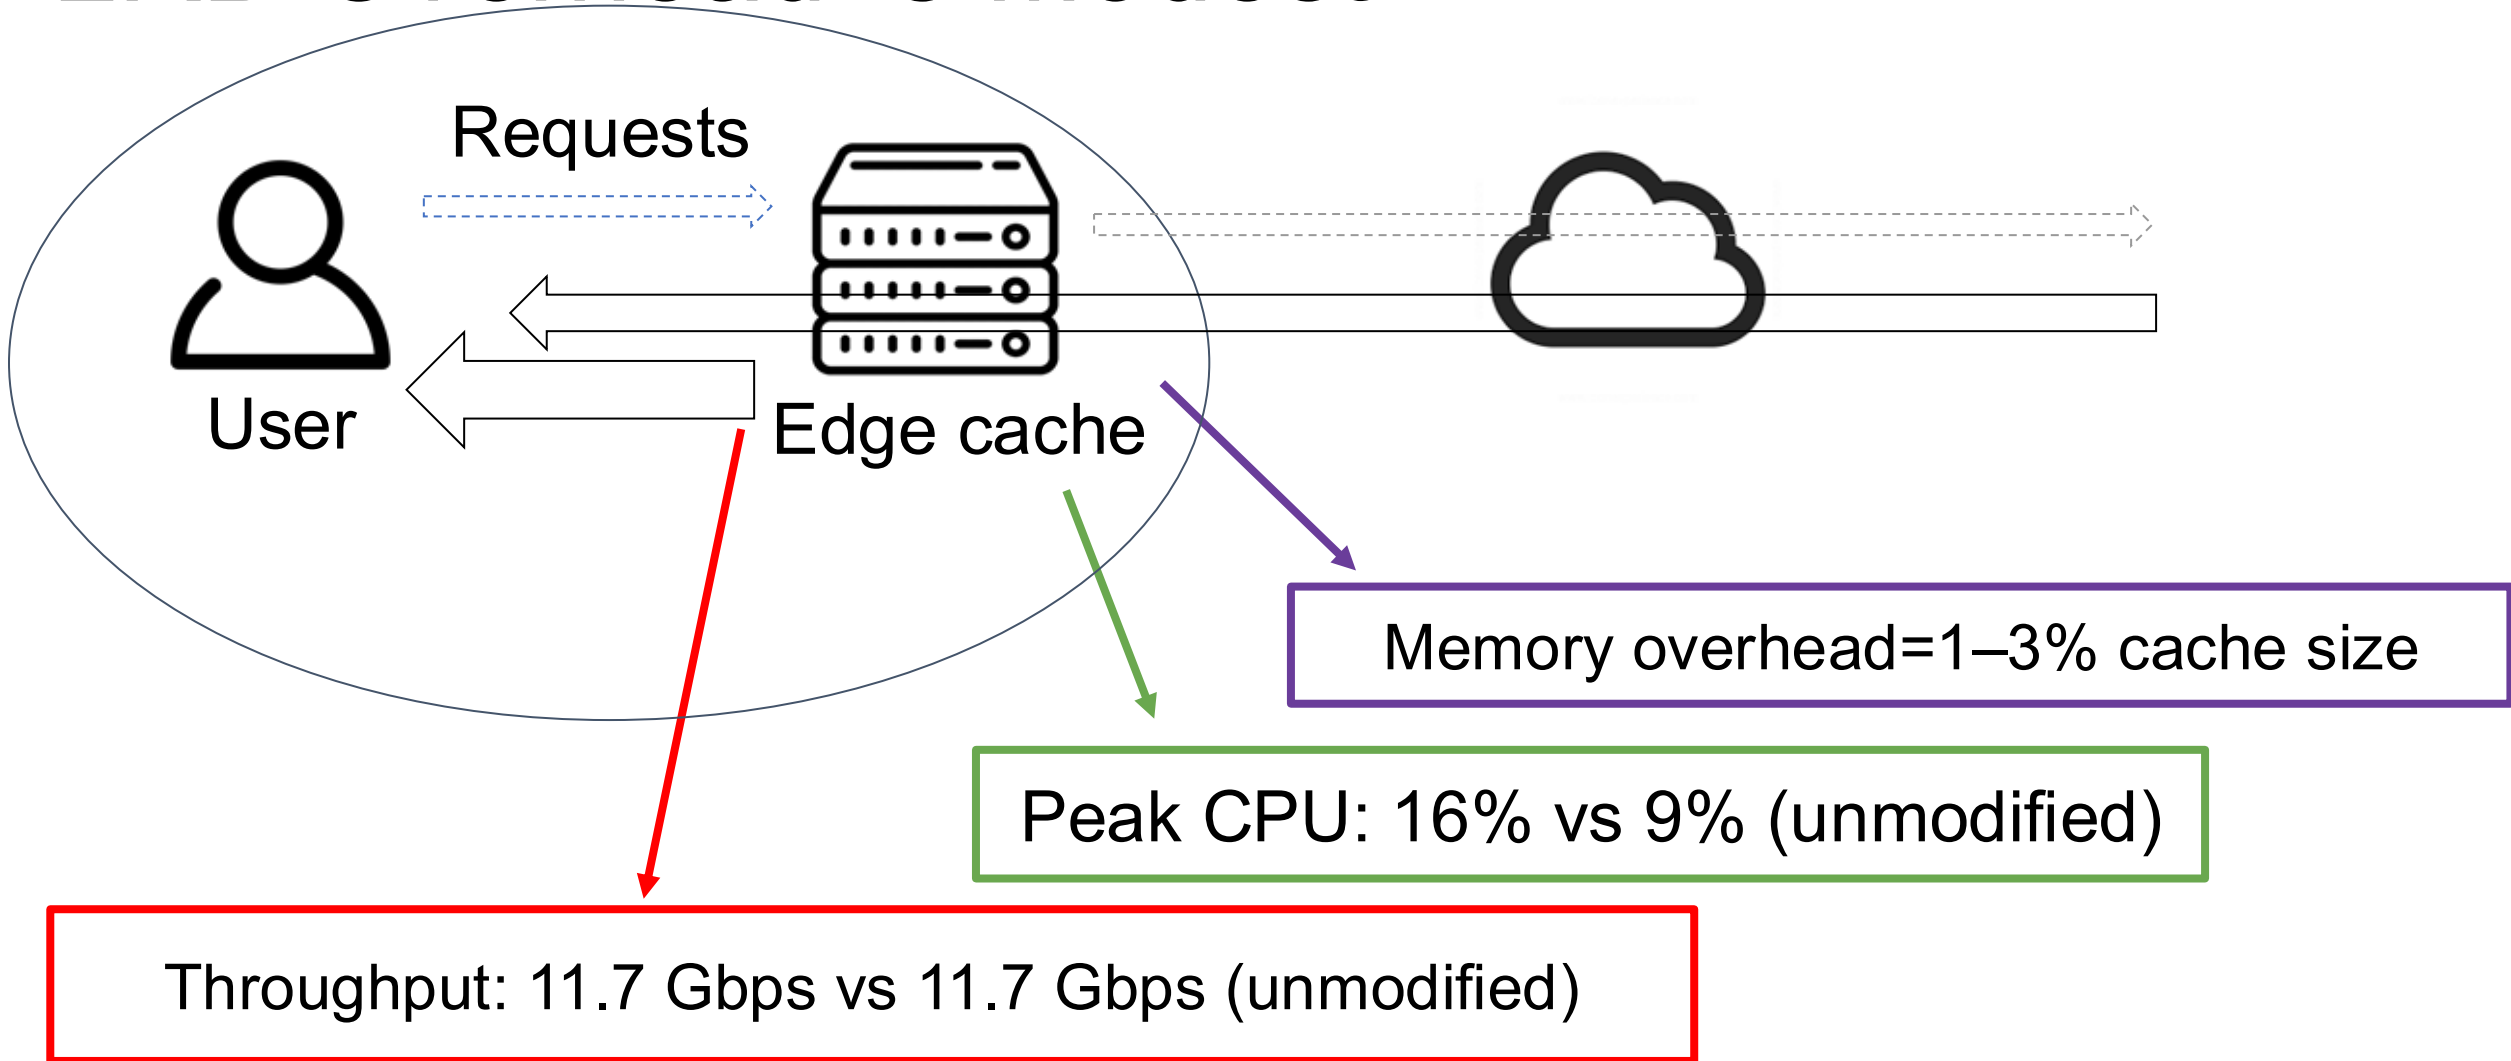 Requests
User
Edge cache
Memory overhead=1–3% cache size
Peak CPU: 16% vs 9% (unmodified)
Throughput: 11.7 Gbps vs 11.7 Gbps (unmodified)